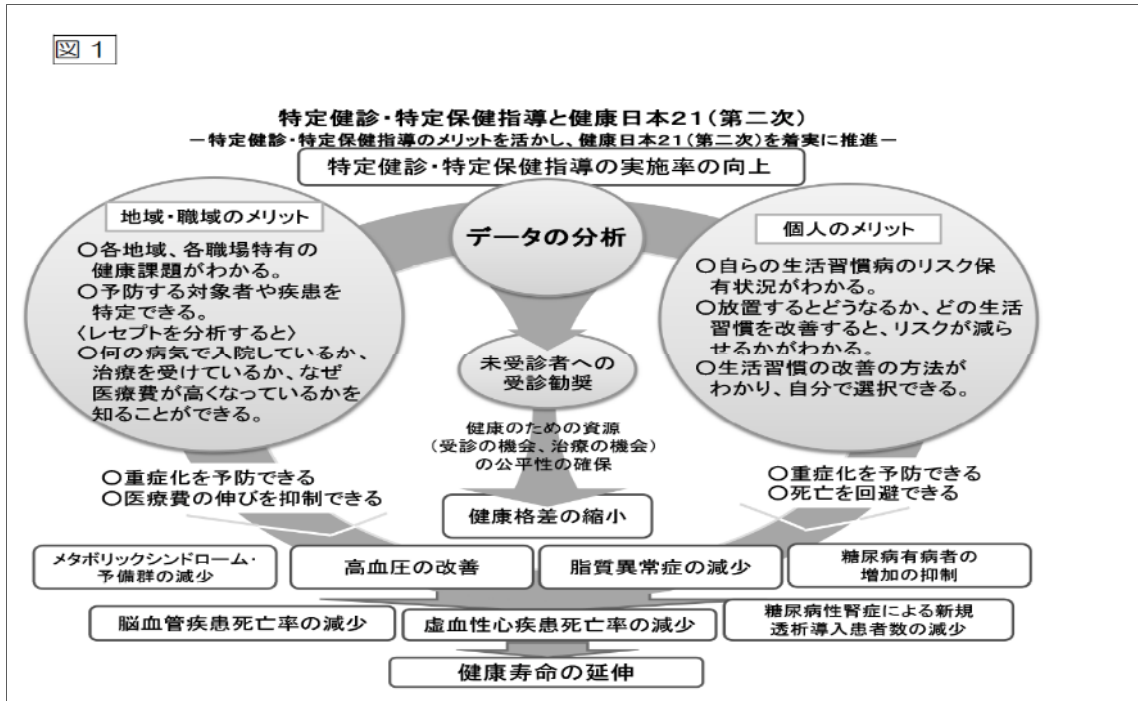 図 1
特定健診・特定保健指導と健康日本21(第二次)
－特定健診・特定保健指導のメリットを活かし、健康日本21(第二次)を着実に推進－
特定健診・特定保健指導の実施率の向上
地域・職域のメリット
〇各地域、各職場特有の
健康課題がわかる。
〇予防する対象者や疾患を
特定できる。
〈レセプトを分析すると〉
〇何の病気で入院しているか、
治療を受けているか、なぜ
医療費が高くなっているかを
知ることができる。
データの分析
個人のメリット
〇自らの生活習慣病のリスク保
有状況がわかる。
〇放置するとどうなるか、どの生活
習慣を改善すると、リスクが減ら
せるかがわかる。
〇生活習慣の改善の方法が
わかり、自分で選択できる。
未受診者への
受診勧奨
健康のための資源
(受診の機会、治療の機会)
の公平性の確保
〇重症化を予防できる
〇医療費の伸びを抑制できる
〇重症化を予防できる
〇死亡を回避できる
健康格差の縮小
メタボリックシンドローム・
予備群の減少
高血圧の改善
脂質異常症の減少
糖尿病有病者の
増加の抑制
脳血管疾患死亡率の減少
虚血性心疾患死亡率の減少
糖尿病性腎症による新規
透析導入患者数の減少
健康寿命の延伸